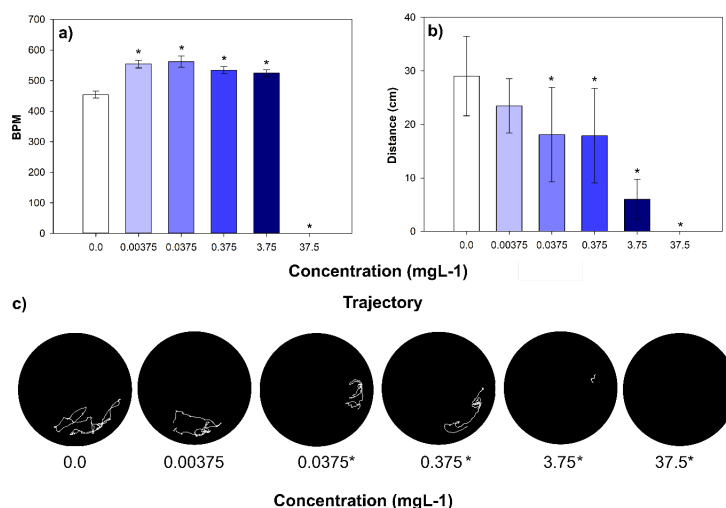 a)
700
600
500
400
300
200
100
0
BPM
* * * * *
0.0 0.00375 0.0375 0.375 3.75 37.5
b)
40
30
20
10
0
Distance (cm)
* * * *
0.0 0.00375 0.0375 0.375 3.75 37.5
Concentration (mgL-1)
c)
Trajectory
0.0 0.00375 0.0375* 0.375* 3.75* 37.5*
Concentration (mgL-1)